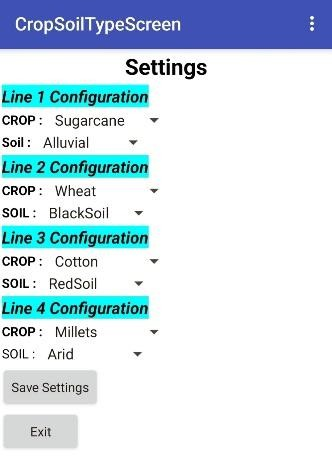 CropSoilTypeScreen
Settings
Line 1 Configuration
CROP : Sugarcane
Soil : Alluvial
Line 2 Configuration
CROP : Wheat
SOIL : BlackSoil
Line 3 Configuration
CROP : Cotton
SOIL : RedSoil
Line 4 Configuration
CROP : Millets
SOIL : Arid
Save Settings
Exit